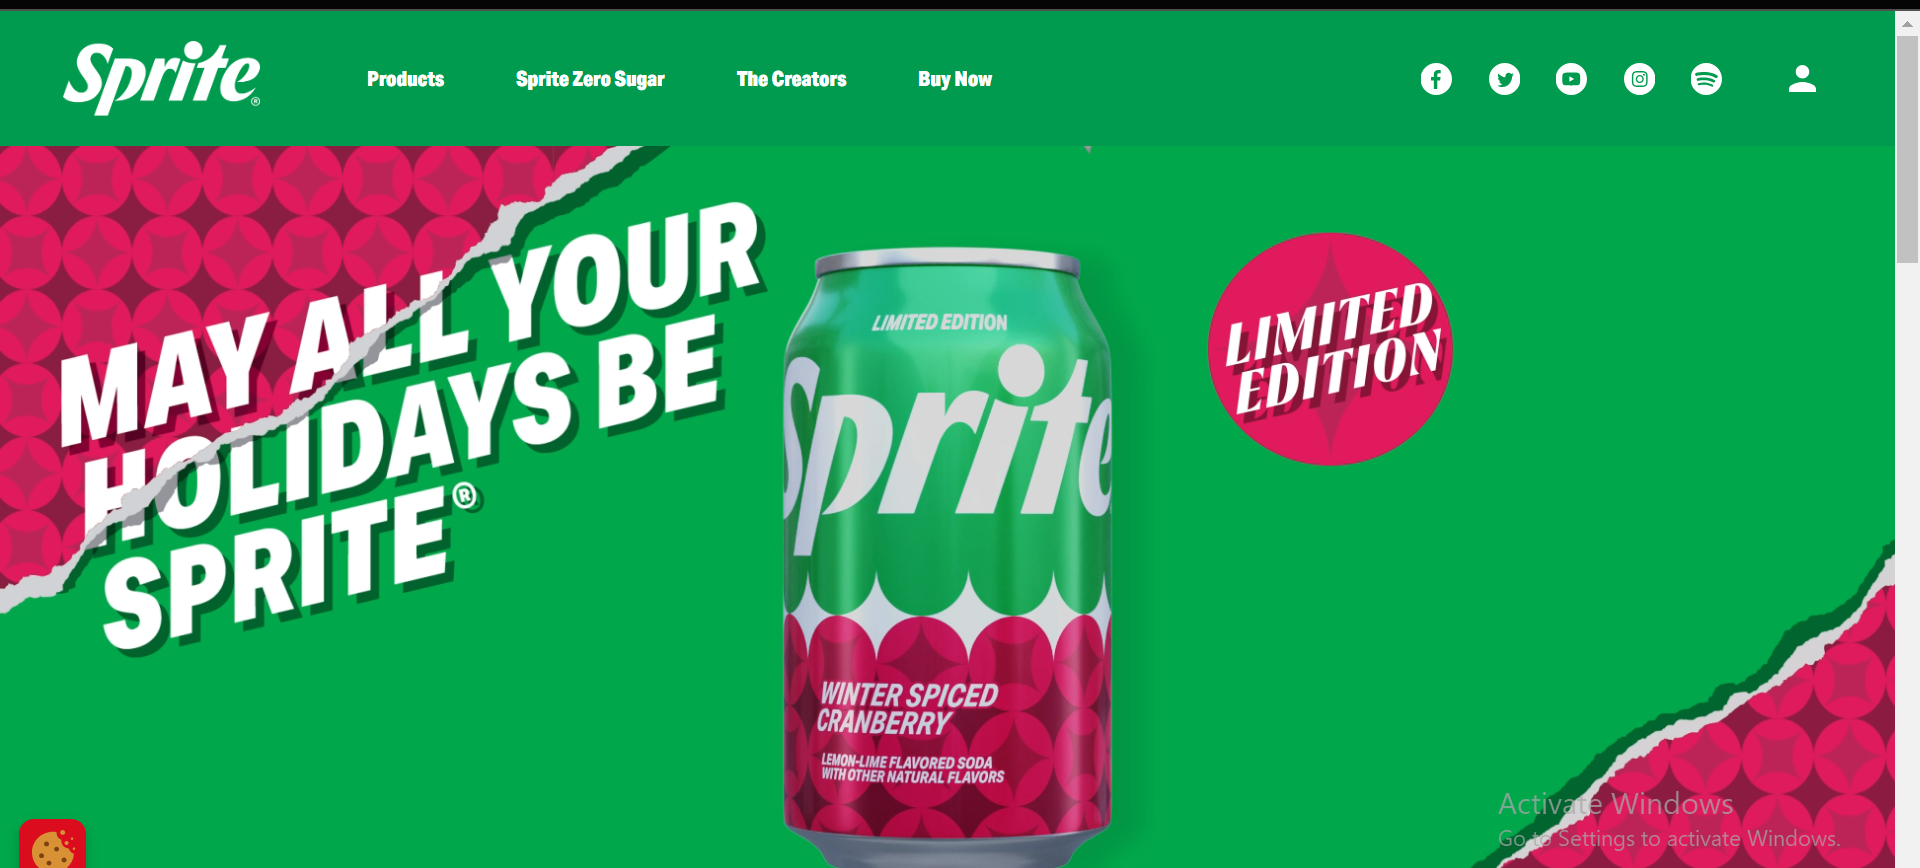 Sprite®
Products
Sprite Zero Sugar
The Creators
Buy Now
MAY ALL YOUR
HOLIDAYS BE
SPRITE®
LIMITED EDITION
Sprite
WINTER SPICED
CRANBERRY
LEMON-LIME FLAVORED SODA
WITH OTHER NATURAL FLAVORS
LIMITED
EDITION
Activate Windows
Go to Settings to activate Windows.